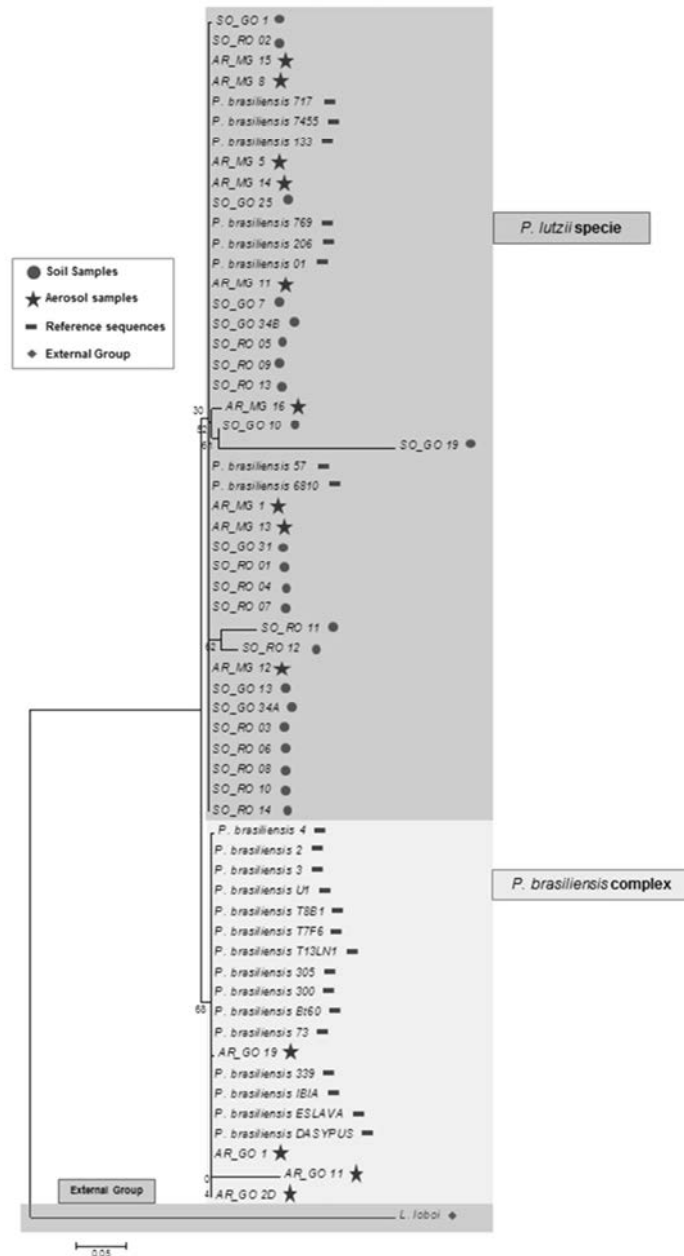 SO_GO 1
SO_RO 02
AR_MG 15
AR_MG 8
P. brasiliensis 717
P. brasiliensis 7455
P. brasiliensis 133
AR_MG 5
AR_MG 14
SO_GO 25
P. brasiliensis 769
P. brasiliensis 206
P. brasiliensis 01
AR_MG 11
SO_GO 7
SO_GO 34B
SO_RO 05
SO_RO 09
SO_RO 13
AR_MG 16
SO_GO 10
SO_GO 19
P. brasiliensis 57
P. brasiliensis 6810
AR_MG 1
AR_MG 13
SO_GO 31
SO_RO 01
SO_RO 04
SO_RO 07
SO_RO 11
SO_RO 12
AR_MG 12
SO_GO 13
SO_GO 34A
SO_RO 03
SO_RO 06
SO_RO 08
SO_RO 10
SO_RO 14
P. brasiliensis 4
P. brasiliensis 2
P. brasiliensis 3
P. brasiliensis U1
P. brasiliensis T8B1
P. brasiliensis T7F6
P. brasiliensis T13LN1
P. brasiliensis 305
P. brasiliensis 300
P. brasiliensis Bt60
P. brasiliensis 73
AR_GO 19
P. brasiliensis 339
P. brasiliensis IBIA
P. brasiliensis ESLAVA
P. brasiliensis DASYPUS
AR_GO 1
AR_GO 11
AR_GO 2D
L. loboi
30
62
68
0
4
0.05
Soil Samples
Aerosol samples
Reference sequences
External Group
P. lutzii specie
P. brasiliensis complex
External Group